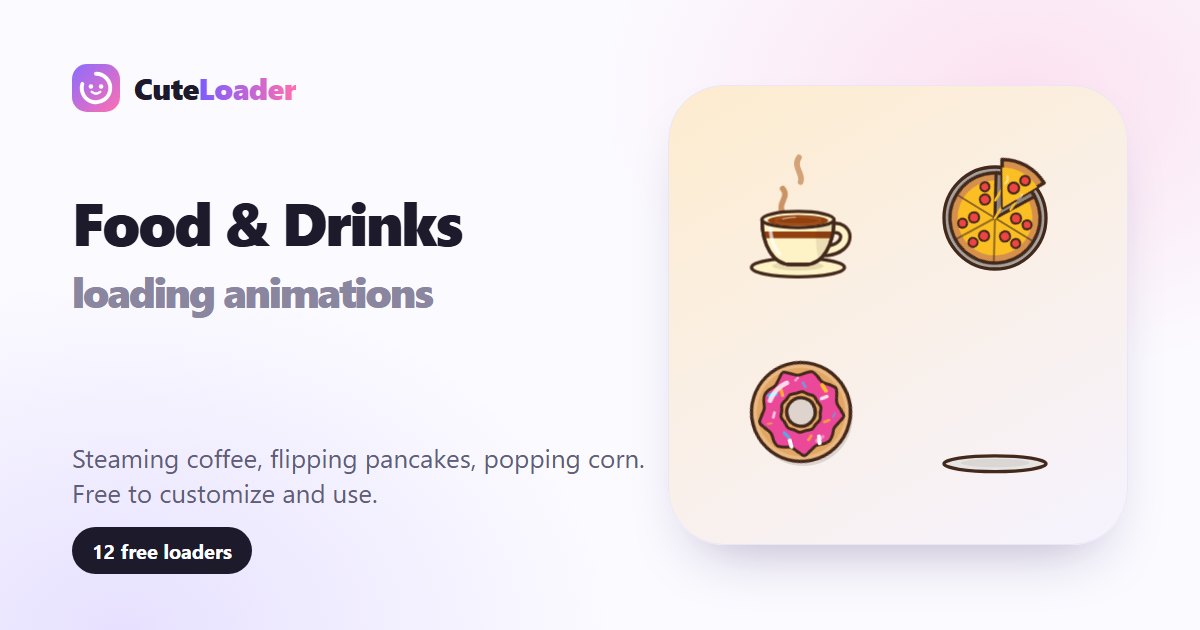 CuteLoader
Food & Drinks
loading animations
Steaming coffee, flipping pancakes, popping corn.
Free to customize and use.
12 free loaders